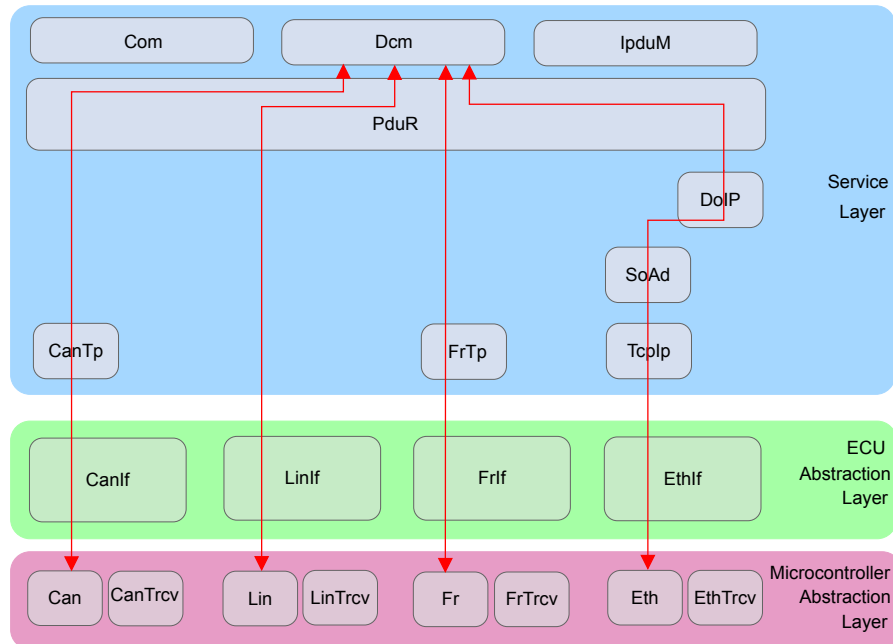 Com
Dcm
IpduM
PduR
Service
Layer
DoIP
SoAd
CanTp
FrTp
TcpIp
ECU
Abstraction
Layer
CanIf
LinIf
FrIf
EthIf
Microcontroller
Abstraction
Layer
Can
CanTrcv
Lin
LinTrcv
Fr
FrTrcv
Eth
EthTrcv